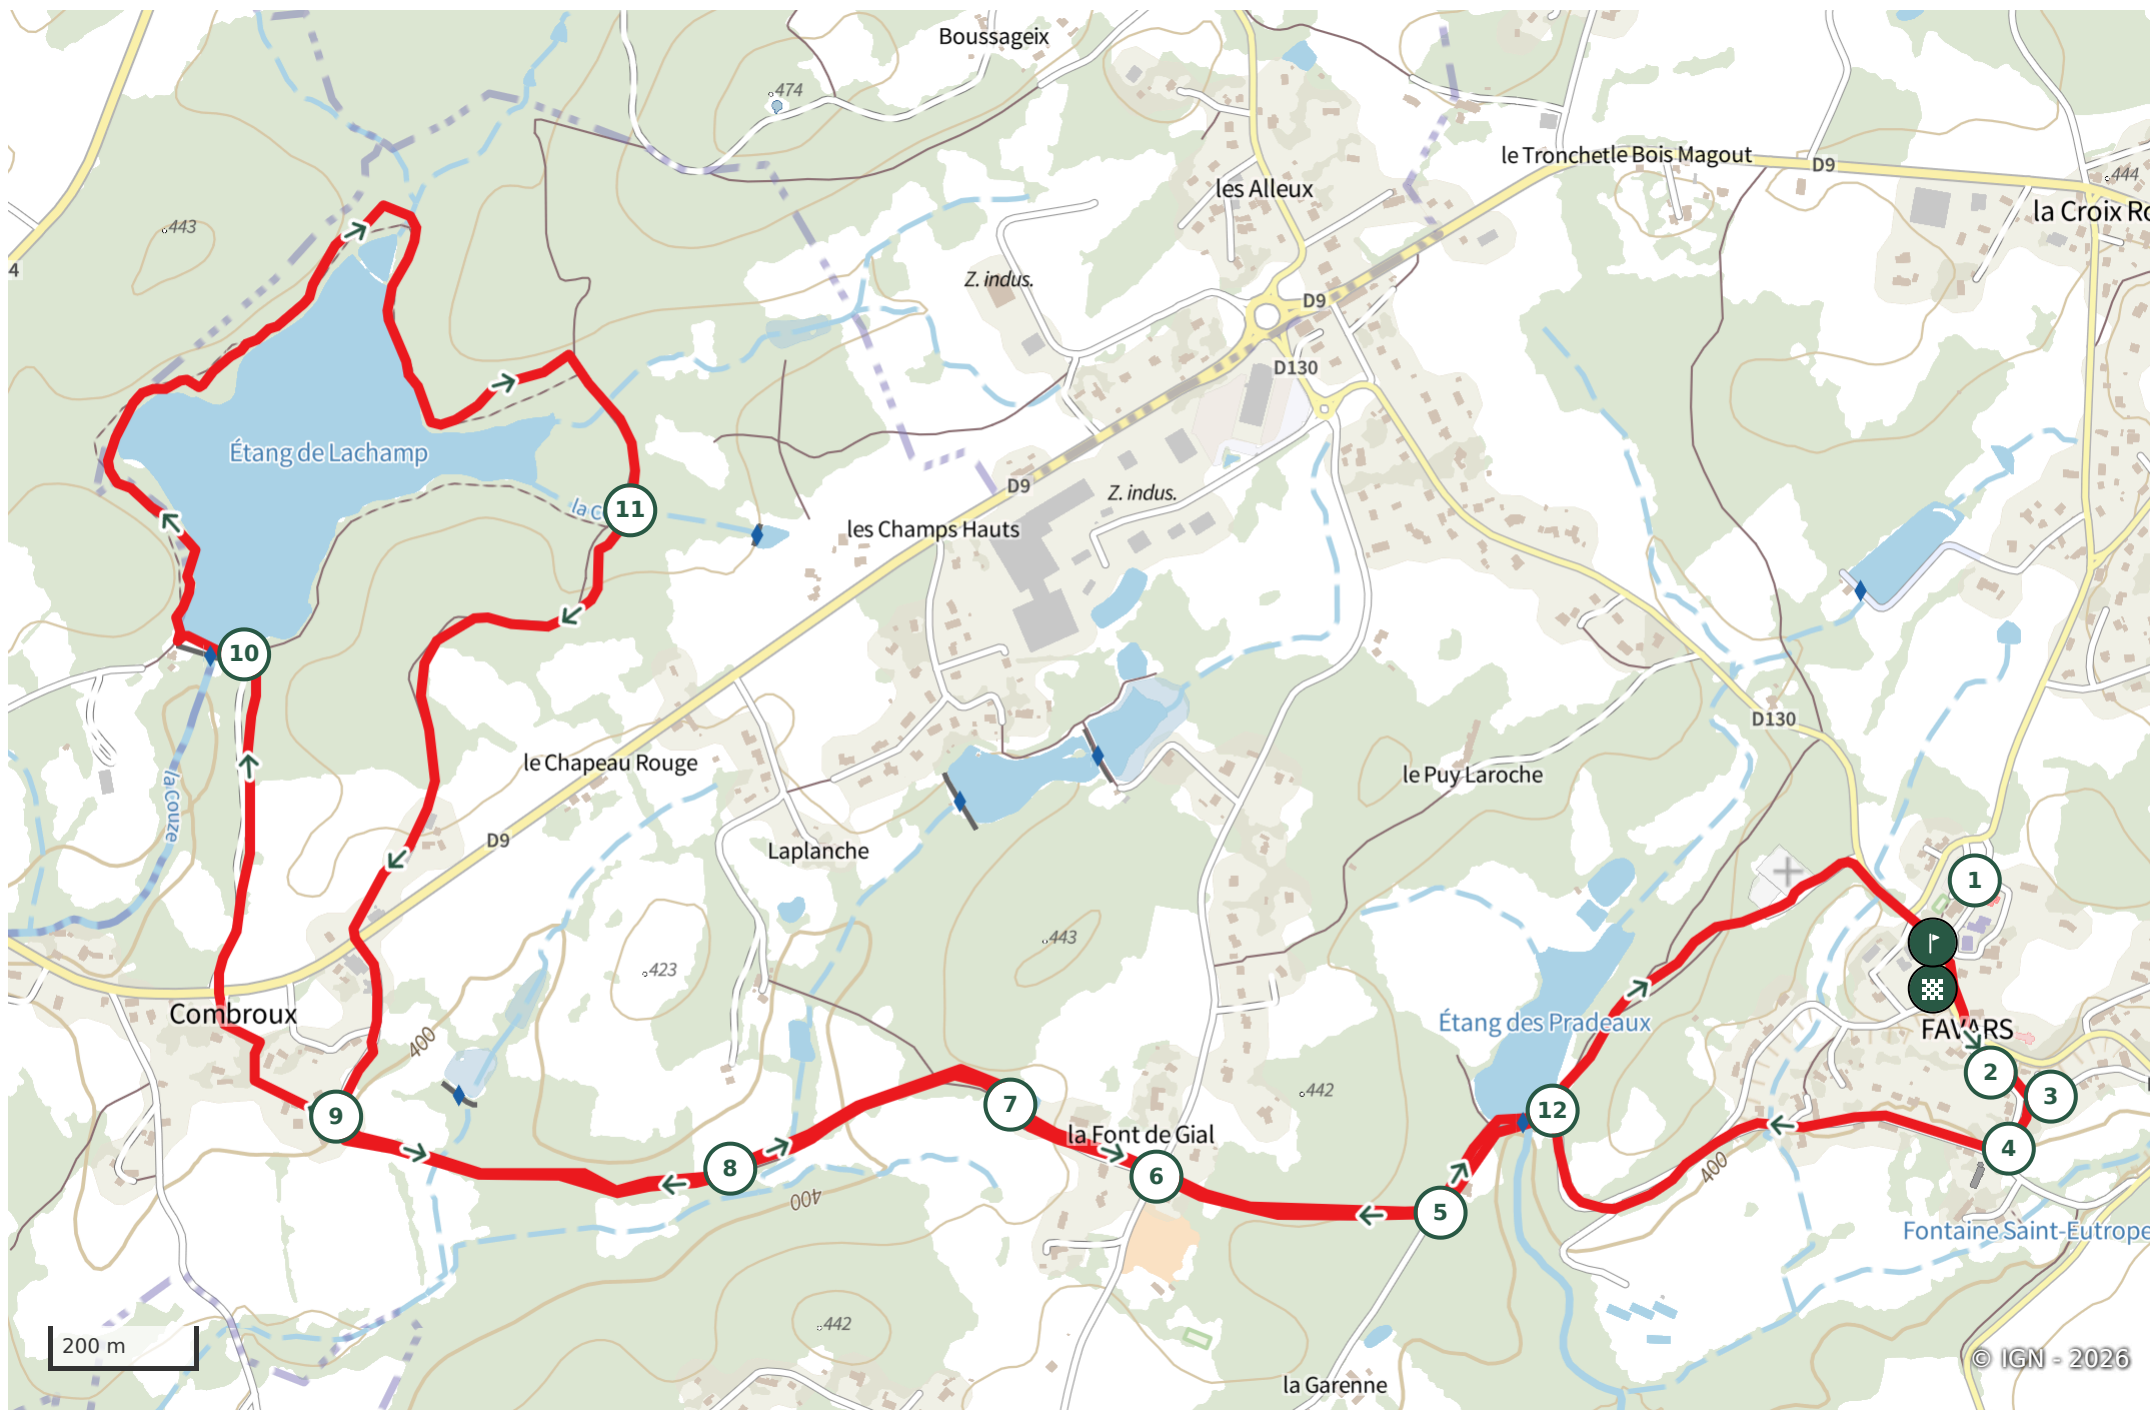 Boussageix
474
le Tronchet
le Bois Magout
D9
444
les Alleux
la Croix Ro
443
4
Z. indus.
D9
D130
Étang de Lachamp
D9
Z. indus.
la C
11
les Champs Hauts
10
D130
le Chapeau Rouge
le Puy Laroche
la Couze
D9
Laplanche
1
443
423
Combroux
400
Étang des Pradeaux
FAVARS
2
3
442
7
12
9
la Font de Gial
4
8
6
400
400
5
Fontaine Saint-Eutrope
442
200 m
© IGN - 2026
la Garenne